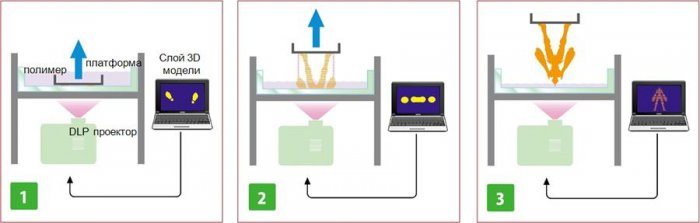 Слой 3D
модели
полимер
платформа
DLP проектор
1
2
3